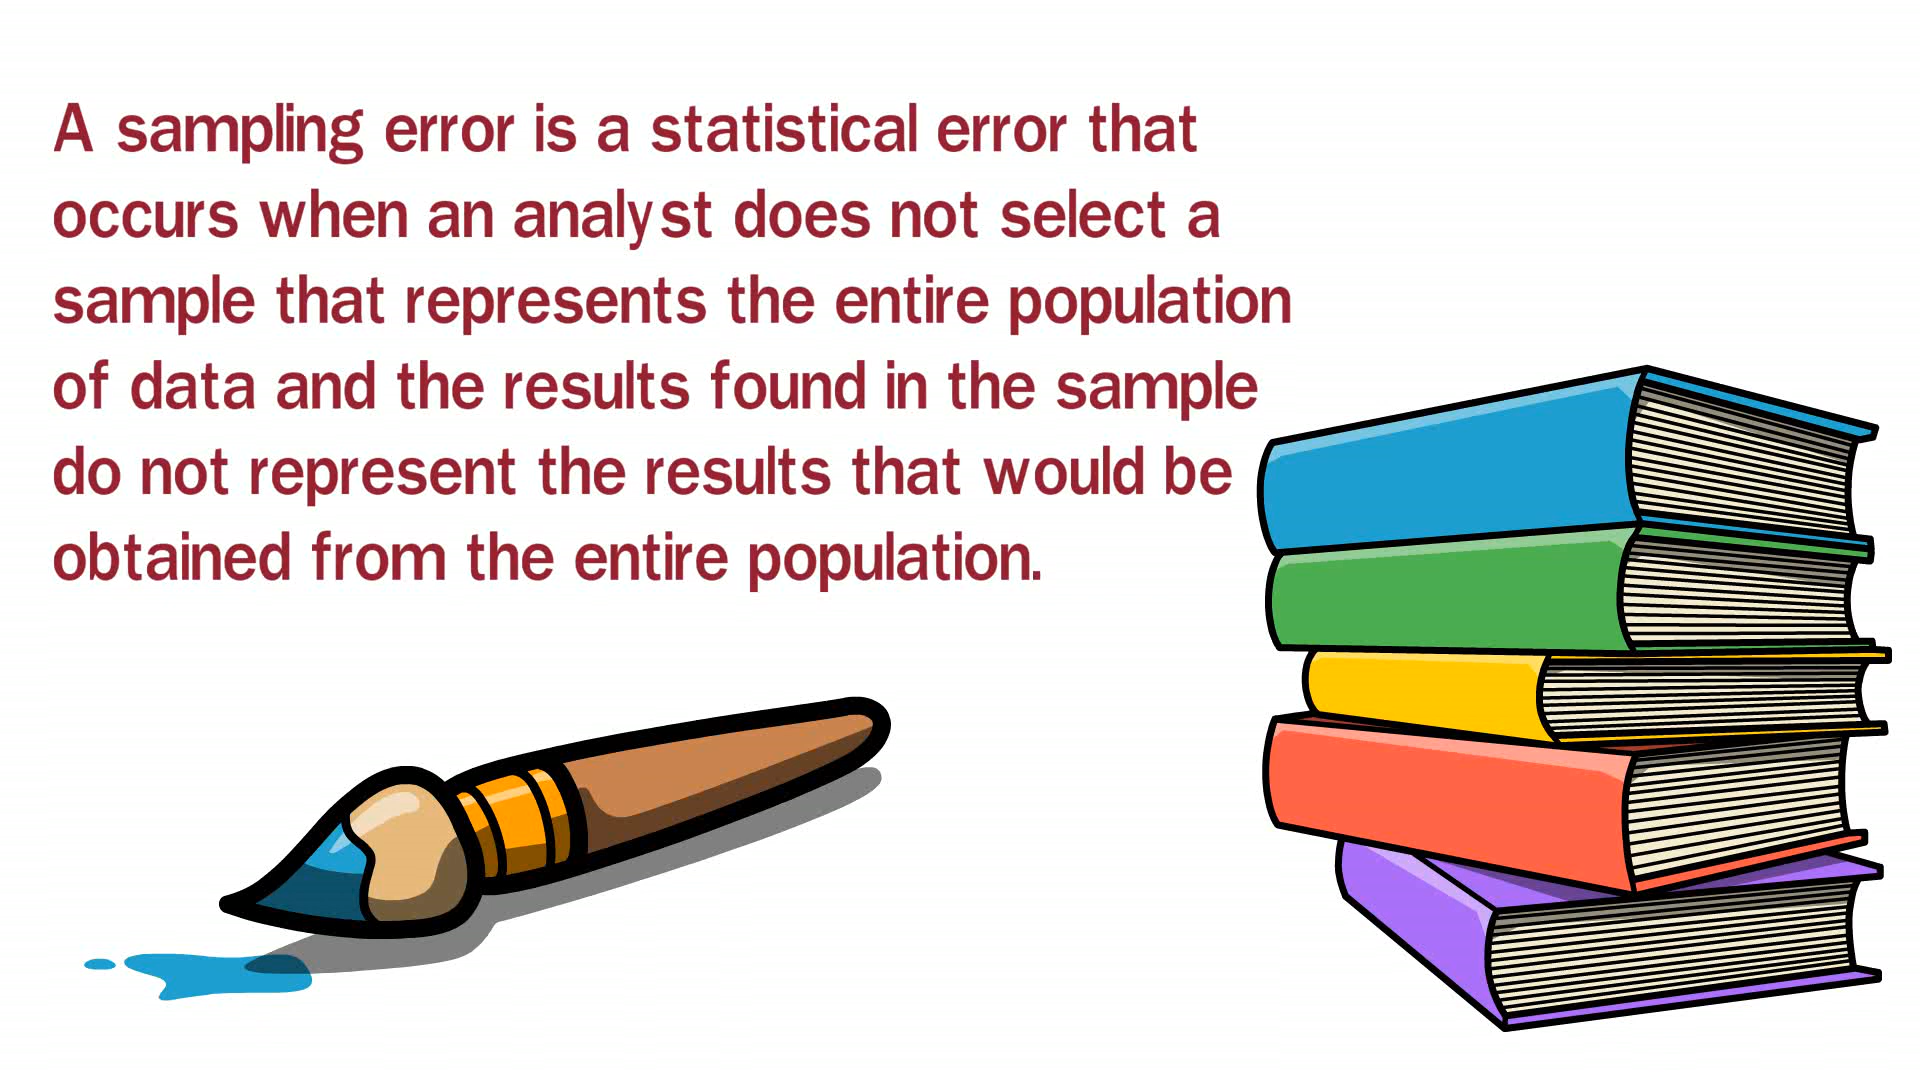 A sampling error is a statistical error that
occurs when an analyst does not select a
sample that represents the entire population
of data and the results found in the sample
do not represent the results that would be
obtained from the entire population.